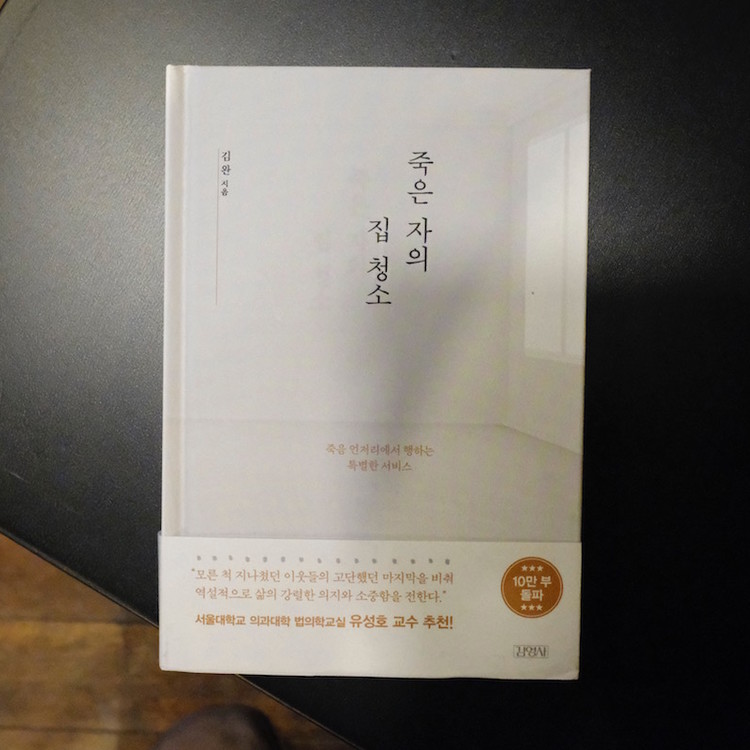 죽은 자의
집 청소
김완 지음
죽음 언저리에서 행하는
특별한 서비스
"모른 척 지나쳤던 이웃들의 고단했던 마지막을 비춰
역설적으로 삶의 강렬한 의지와 소중함을 전한다."
서울대학교 의과대학 법의학교실 유성호 교수 추천!
10만 부
돌파
김영사